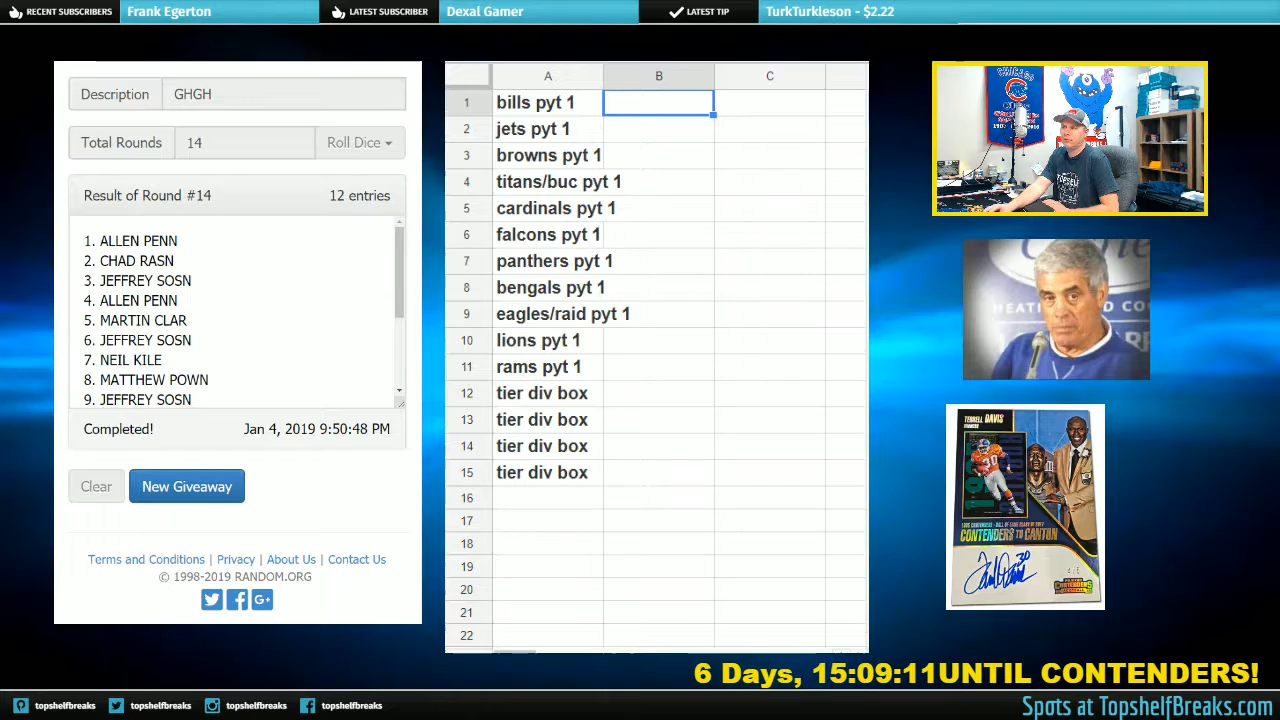 RECENT SUBSCRIBERS
Frank Egerton
LATEST SUBSCRIBER
Dexal Gamer
LATEST TIP
TurkTurkleson - $2.22
Description
GHGH
Total Rounds
14
Roll Dice
Result of Round #14
12 entries
1. ALLEN PENN
2. CHAD RASN
3. JEFFREY SOSN
4. ALLEN PENN
5. MARTIN CLAR
6. JEFFREY SOSN
7. NEIL KILE
8. MATTHEW POWN
9. JEFFREY SOSN
Completed!
Jan 4, 2019 9:50:48 PM
Clear
New Giveaway
Terms and Conditions | Privacy | About Us | Contact Us
© 1998-2019 RANDOM.ORG
A B C
1 bills pyt 1
2 jets pyt 1
3 browns pyt 1
4 titans/buc pyt 1
5 cardinals pyt 1
6 falcons pyt 1
7 panthers pyt 1
8 bengals pyt 1
9 eagles/raid pyt 1
10 lions pyt 1
11 rams pyt 1
12 tier div box
13 tier div box
14 tier div box
15 tier div box
16
17
18
19
20
21
22
CHICAGO
TOPSHELF
TERRELL DAVIS
CONTENDERS TO CANTON
CONTENDERS
6 Days, 15:09:11UNTIL CONTENDERS!
topshelfbreaks
topshelfbreaks
topshelfbreaks
topshelfbreaks
Spots at TopshelfBreaks.com